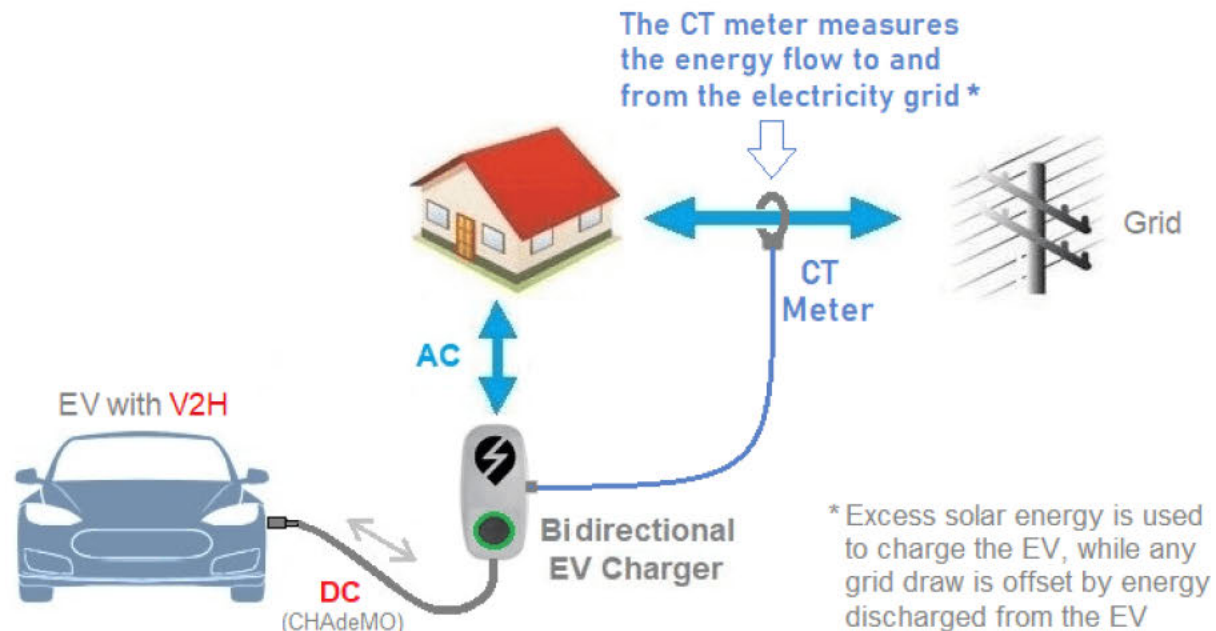 The CT meter measures
the energy flow to and
from the electricity grid *
Grid
CT
Meter
AC
EV with V2H
Bidirectional
EV Charger
DC
(CHAdeMO)
* Excess solar energy is used
to charge the EV, while any
grid draw is offset by energy
discharged from the EV